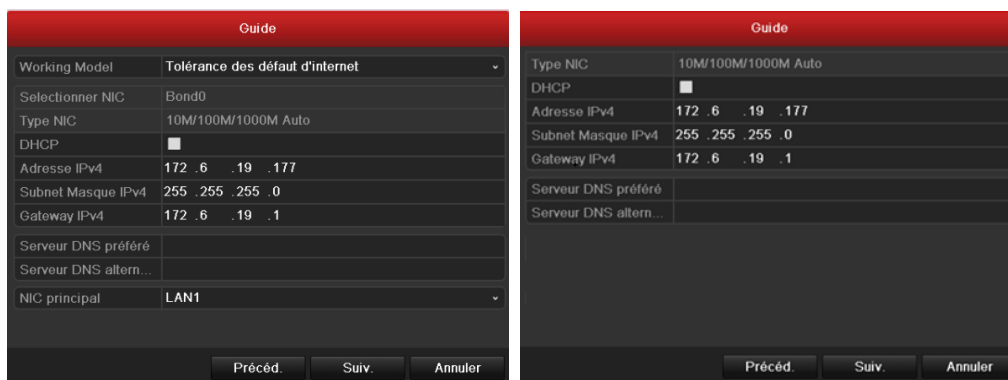 Guide
Working Model Tolérance des défaut d'internet
Selectionner NIC Bond0
Type NIC 10M/100M/1000M Auto
DHCP
Adresse IPv4 172 .6 .19 .177
Subnet Masque IPv4 255 .255 .255 .0
Gateway IPv4 172 .6 .19 .1
Serveur DNS préféré
Serveur DNS altern...
NIC principal LAN1
Précéd. Suiv. Annuler
Guide
Type NIC 10M/100M/1000M Auto
DHCP
Adresse IPv4 172 .6 .19 .177
Subnet Masque IPv4 255 .255 .255 .0
Gateway IPv4 172 .6 .19 .1
Serveur DNS préféré
Serveur DNS altern...
Précéd. Suiv. Annuler